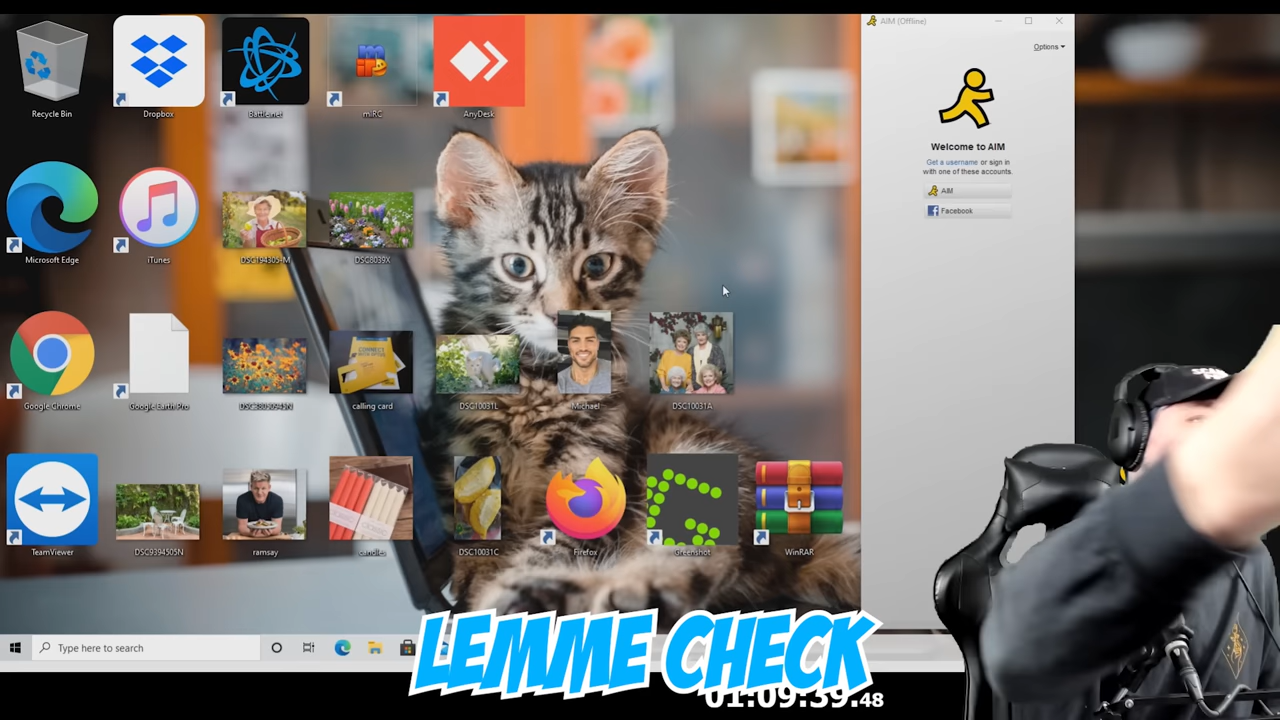 AIM (Offline)
Options
Recycle Bin
Dropbox
Battle.net
mIRC
AnyDesk
Welcome to AIM
Get a username or sign in
with one of these accounts.
AIM
Facebook
Microsoft Edge
iTunes
DSC194305-M
DSC8039X
Google Chrome
Google Earth Pro
calling card
DSC10031L
Michael
DSC10031A
TeamViewer
DSC9394505N
ramsay
candles
DSC10031C
Firefox
Greenshot
WinRAR
Type here to search
LEMME CHECK
01:09:39.48